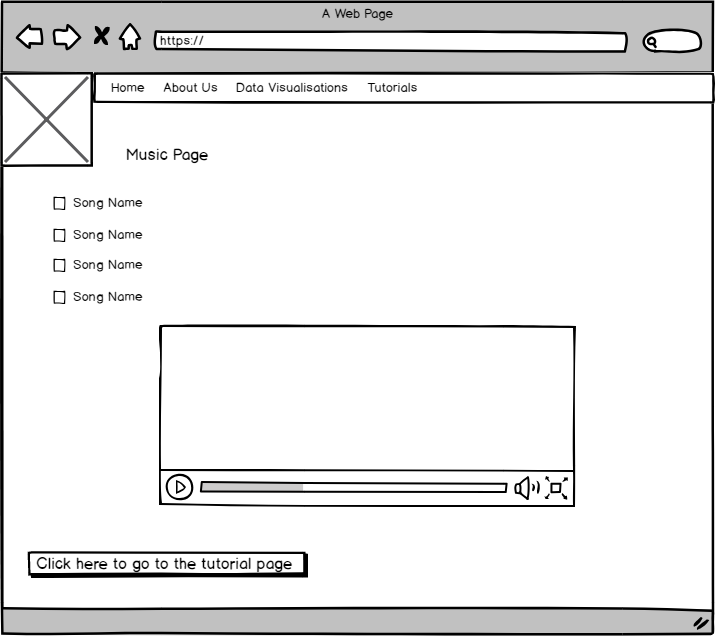 A Web Page
https://
Home About Us Data Visualisations Tutorials
Music Page
Song Name
Song Name
Song Name
Song Name
Click here to go to the tutorial page